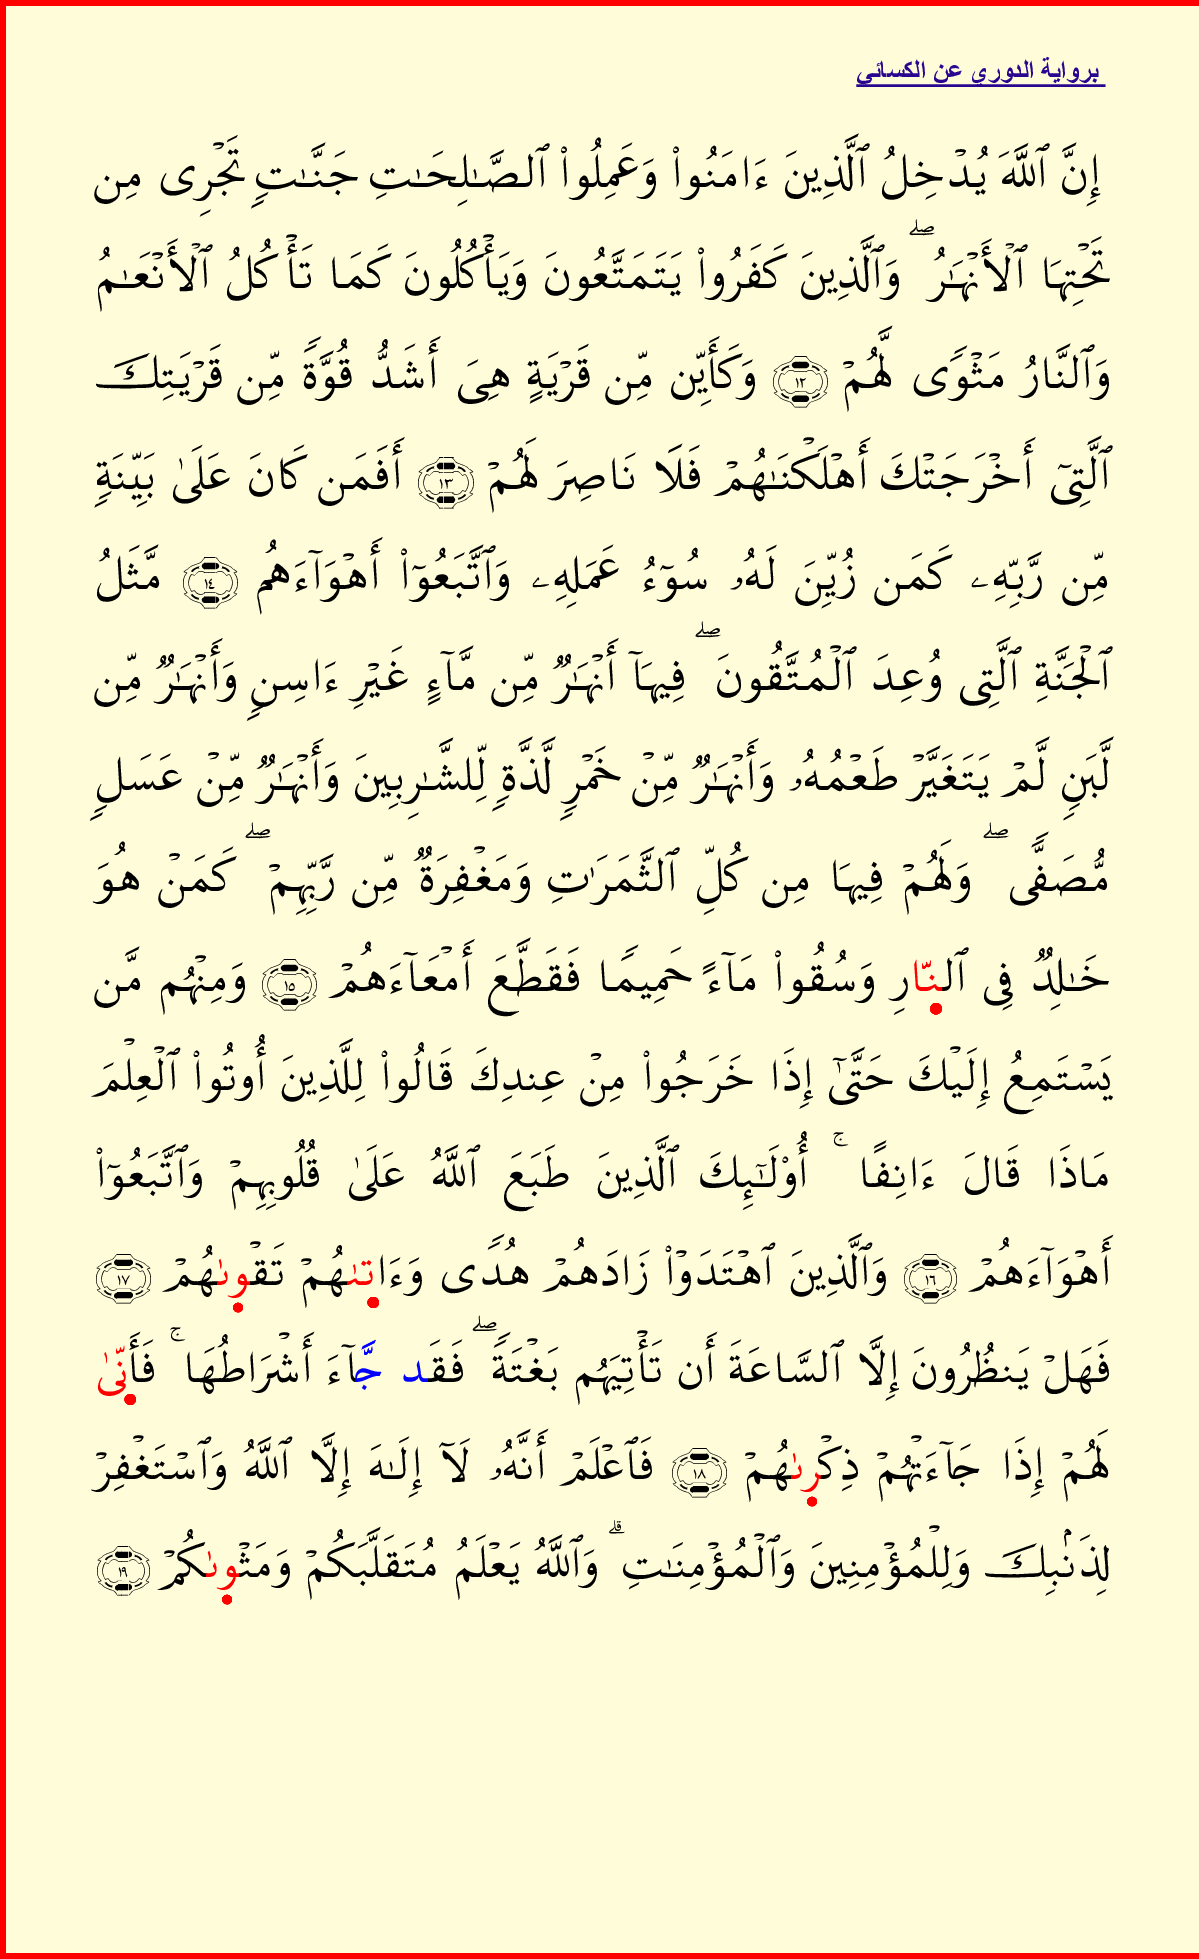 برواية الدوري عن الكسائي
إِنَّ ٱللَّهَ يُدۡخِلُ ٱلَّذِينَ ءَامَنُواْ وَعَمِلُواْ ٱلصَّٰلِحَٰتِ جَنَّٰتٖ تَجۡرِي مِن
تَحۡتِهَا ٱلۡأَنۡهَٰرُۖ وَٱلَّذِينَ كَفَرُواْ يَتَمَتَّعُونَ وَيَأۡكُلُونَ كَمَا تَأۡكُلُ ٱلۡأَنۡعَٰمُ
وَٱلنَّارُ مَثۡوٗى لَّهُمۡ ١٢ وَكَأَيِّن مِّن قَرۡيَةٍ هِيَ أَشَدُّ قُوَّةٗ مِّن قَرۡيَتِكَ
ٱلَّتِيٓ أَخۡرَجَتۡكَ أَهۡلَكۡنَٰهُمۡ فَلَا نَاصِرَ لَهُمۡ ١٣ أَفَمَن كَانَ عَلَىٰ بَيِّنَةٖ
مِّن رَّبِّهِۦ كَمَن زُيِّنَ لَهُۥ سُوٓءُ عَمَلِهِۦ وَٱتَّبَعُوٓاْ أَهۡوَآءَهُم ١٤ مَّثَلُ
ٱلۡجَنَّةِ ٱلَّتِي وُعِدَ ٱلۡمُتَّقُونَۖ فِيهَآ أَنۡهَٰرٞ مِّن مَّآءٍ غَيۡرِ ءَاسِنٖ وَأَنۡهَٰرٞ مِّن
لَّبَنٖ لَّمۡ يَتَغَيَّرۡ طَعۡمُهُۥ وَأَنۡهَٰرٞ مِّنۡ خَمۡرٖ لَّذَّةٖ لِّلشَّٰرِبِينَ وَأَنۡهَٰرٞ مِّنۡ عَسَلٖ
مُّصَفّٗىۖ وَلَهُمۡ فِيهَا مِن كُلِّ ٱلثَّمَرَٰتِ وَمَغۡفِرَةٞ مِّن رَّبِّهِمۡۖ كَمَنۡ هُوَ
خَٰلِدٞ فِي ٱلنّ۪ارِ وَسُقُواْ مَآءً حَمِيمٗا فَقَطَّعَ أَمۡعَآءَهُمۡ ١٥ وَمِنۡهُم مَّن
يَسۡتَمِعُ إِلَيۡكَ حَتَّىٰٓ إِذَا خَرَجُواْ مِنۡ عِندِكَ قَالُواْ لِلَّذِينَ أُوتُواْ ٱلۡعِلۡمَ
مَاذَا قَالَ ءَانِفًاۚ أُوْلَٰٓئِكَ ٱلَّذِينَ طَبَعَ ٱللَّهُ عَلَىٰ قُلُوبِهِمۡ وَٱتَّبَعُوٓاْ
أَهۡوَآءَهُمۡ ١٦ وَٱلَّذِينَ ٱهۡتَدَوۡاْ زَادَهُمۡ هُدٗى وَءَات۪ىٰهُمۡ تَقۡو۪ىٰهُمۡ ١٧
فَهَلۡ يَنظُرُونَ إِلَّا ٱلسَّاعَةَ أَن تَأۡتِيَهُم بَغۡتَةٗۖ فَقَد جَّآءَ أَشۡرَاطُهَاۚ فَأَنّ۪ىٰ
لَهُمۡ إِذَا جَآءَتۡهُمۡ ذِكۡر۪ىٰهُمۡ ١٨ فَٱعۡلَمۡ أَنَّهُۥ لَآ إِلَٰهَ إِلَّا ٱللَّهُ وَٱسۡتَغۡفِرۡ
لِذَنۢبِكَ وَلِلۡمُؤۡمِنِينَ وَٱلۡمُؤۡمِنَٰتِۗ وَٱللَّهُ يَعۡلَمُ مُتَقَلَّبَكُمۡ وَمَثۡو۪ىٰكُمۡ ١٩